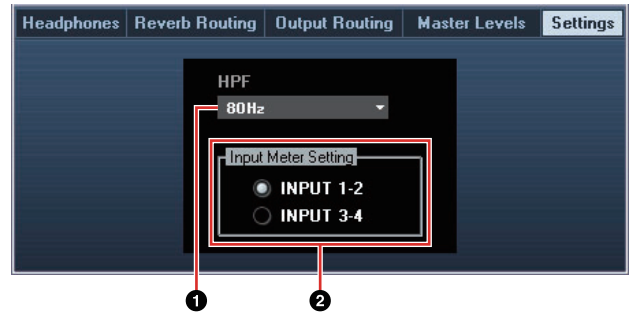 Headphones Reverb Routing Output Routing Master Levels Settings
HPF
80Hz
Input Meter Setting
INPUT 1-2
INPUT 3-4
1 2